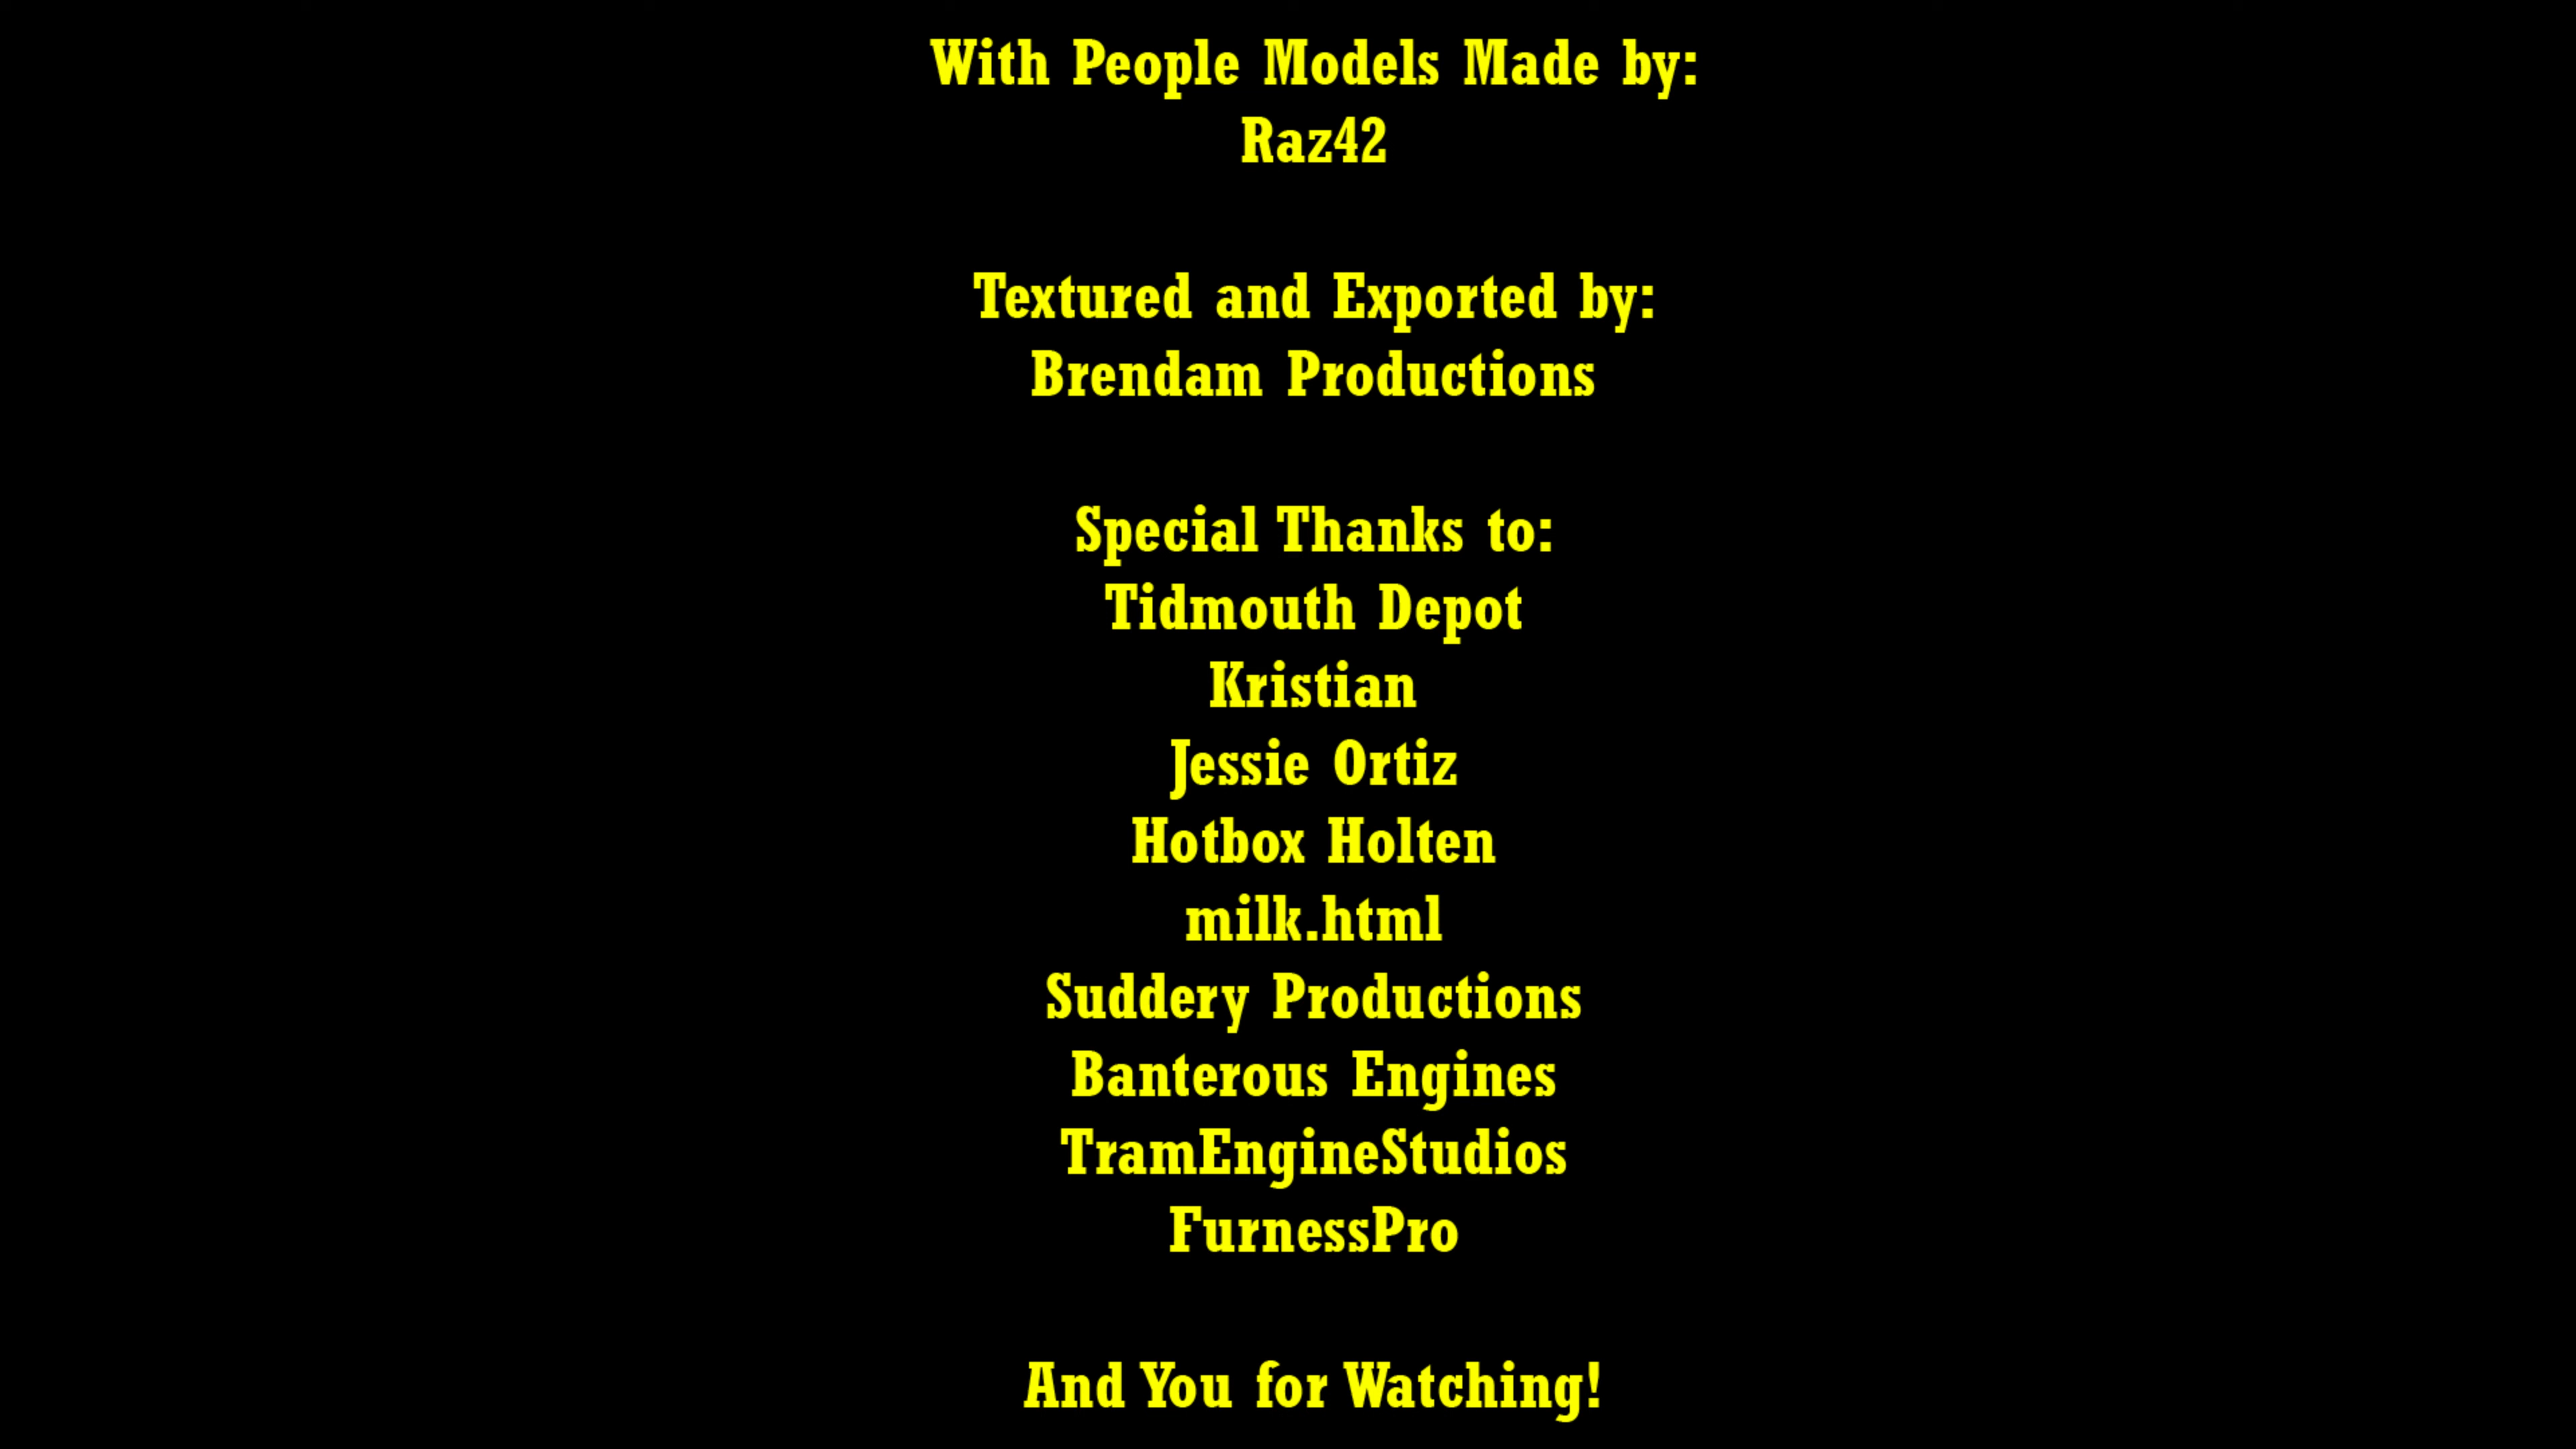 With People Models Made by:
Raz42
Textured and Exported by:
Brendam Productions
Special Thanks to:
Tidmouth Depot
Kristian
Jessie Ortiz
Hotbox Holten
milk.html
Suddery Productions
Banterous Engines
TramEngineStudios
FurnessPro
And You for Watching!